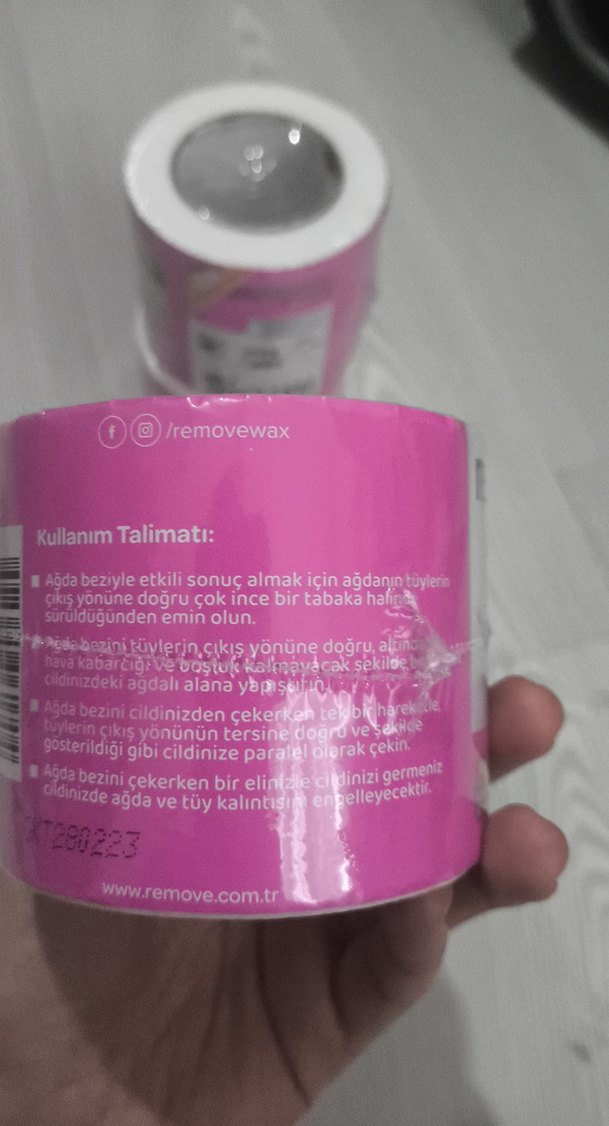 /removewax
Kullanım Talimatı:
Ağda beziyle etkili sonuç almak için ağdanın tüylerin
çıkış yönüne doğru çok ince bir tabaka halinde
sürüldüğünden emin olun.
Ağda bezini tüylerin çıkış yönüne doğru, altında
hava kabarcığı ve boşluk kalmayacak şekilde
cildinizdeki ağdalı alana yapıştırın.
Ağda bezini cildinizden çekerken tek bir hareketle,
tüylerin çıkış yönünün tersine doğru ve şekilde
gösterildiği gibi cildinize paralel olarak çekin.
Ağda bezini çekerken bir elinizle cildinizi germeniz
cildinizde ağda ve tüy kalıntısını engelleyecektir.
280223
www.remove.com.tr